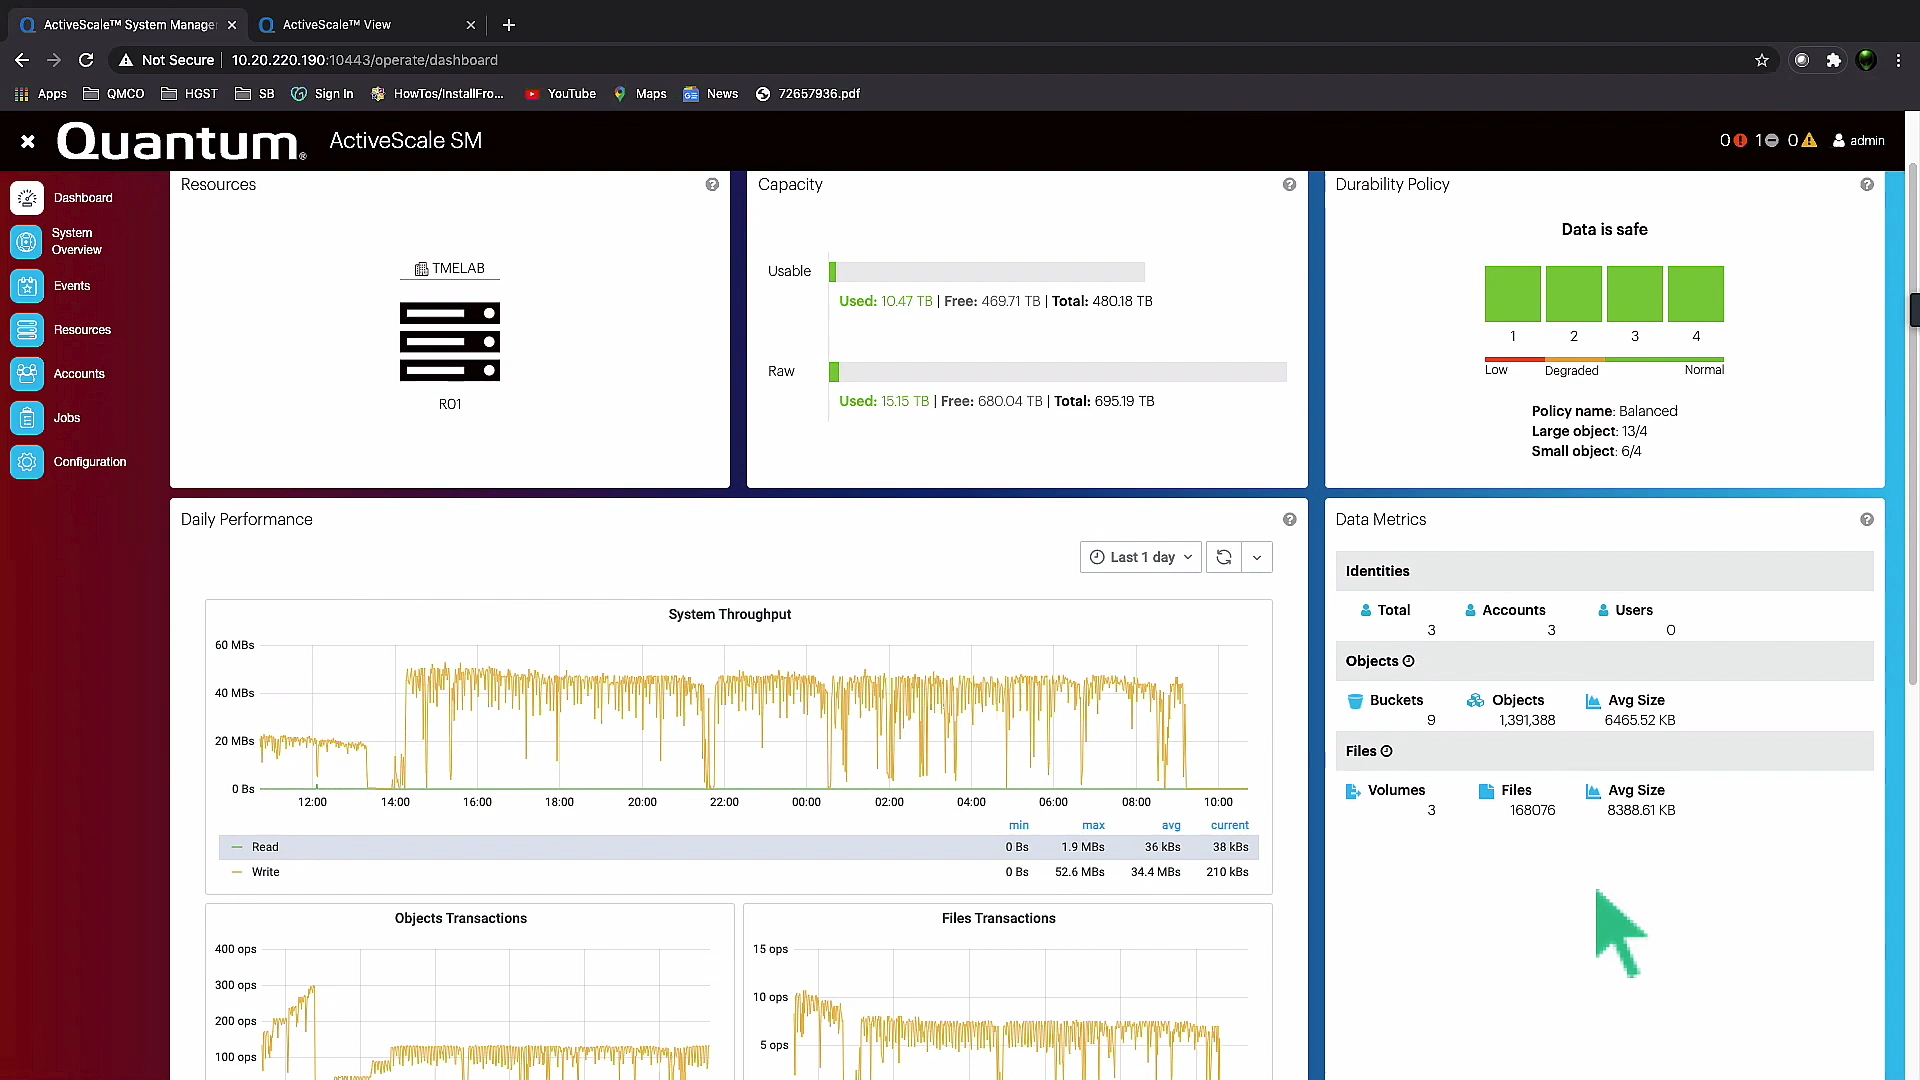 ActiveScale™ System Manage
ActiveScale™ View
Not Secure
10.20.220.190:10443/operate/dashboard
Apps
QMCO
HGST
SB
Sign In
HowTos/InstallFro...
YouTube
Maps
News
72657936.pdf
Quantum®
ActiveScale SM
0 1 0 admin
Dashboard
System
Overview
Events
Resources
Accounts
Jobs
Configuration
Resources
TMELAB
R01
Capacity
Usable
Used: 10.47 TB | Free: 469.71 TB | Total: 480.18 TB
Raw
Used: 15.15 TB | Free: 680.04 TB | Total: 695.19 TB
Durability Policy
Data is safe
1 2 3 4
Low Degraded Normal
Policy name: Balanced
Large object: 13/4
Small object: 6/4
Daily Performance
Last 1 day
System Throughput
60 MBs
40 MBs
20 MBs
0 Bs
12:00 14:00 16:00 18:00 20:00 22:00 00:00 02:00 04:00 06:00 08:00 10:00
min max avg current
Read 0 Bs 1.9 MBs 36 kBs 38 kBs
Write 0 Bs 52.6 MBs 34.4 MBs 210 kBs
Objects Transactions
400 ops
300 ops
200 ops
100 ops
Files Transactions
15 ops
10 ops
5 ops
Data Metrics
Identities
Total Accounts Users
3 3 0
Objects
Buckets Objects Avg Size
9 1,391,388 6465.52 KB
Files
Volumes Files Avg Size
3 168076 8388.61 KB